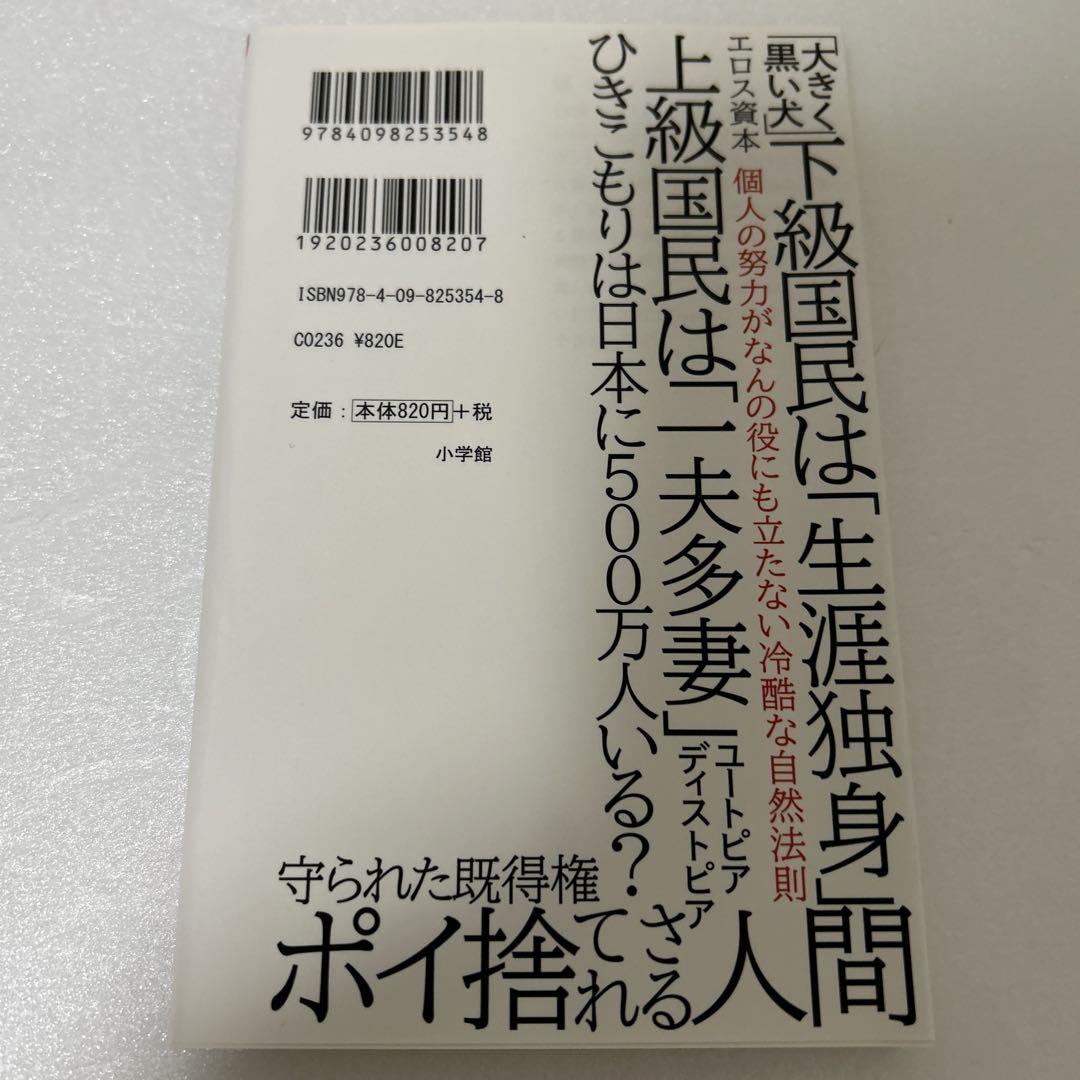 「大きく
黒い犬」
下級国民は「生涯独身」
エロス資本
個人の努力がなんの役にも立たない冷酷な自然法則
上級国民は「一夫多妻」
ユートピア
ディストピア
ひきこもりは日本に500万人いる?
守られた既得権
ポイ捨てされる人間
9784098253548
1920236008207
ISBN978-4-09-825354-8
C0236 ¥820E
定価:本体820円+税
小学館